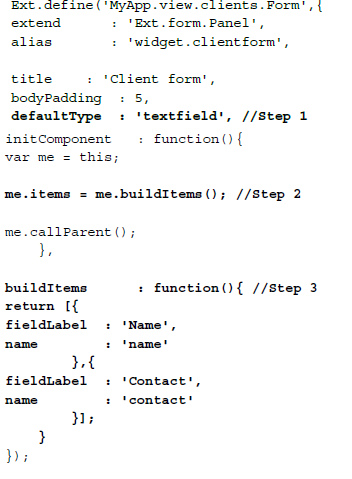 Ext.define('MyApp.view.clients.Form',{
extend : 'Ext.form.Panel',
alias : 'widget.clientform',
title : 'Client form',
bodyPadding : 5,
defaultType : 'textfield', //Step 1
initComponent : function(){
var me = this;
me.items = me.buildItems(); //Step 2
me.callParent();
},
buildItems : function(){ //Step 3
return [{
fieldLabel : 'Name',
name : 'name'
},{
fieldLabel : 'Contact',
name : 'contact'
}];
}
});